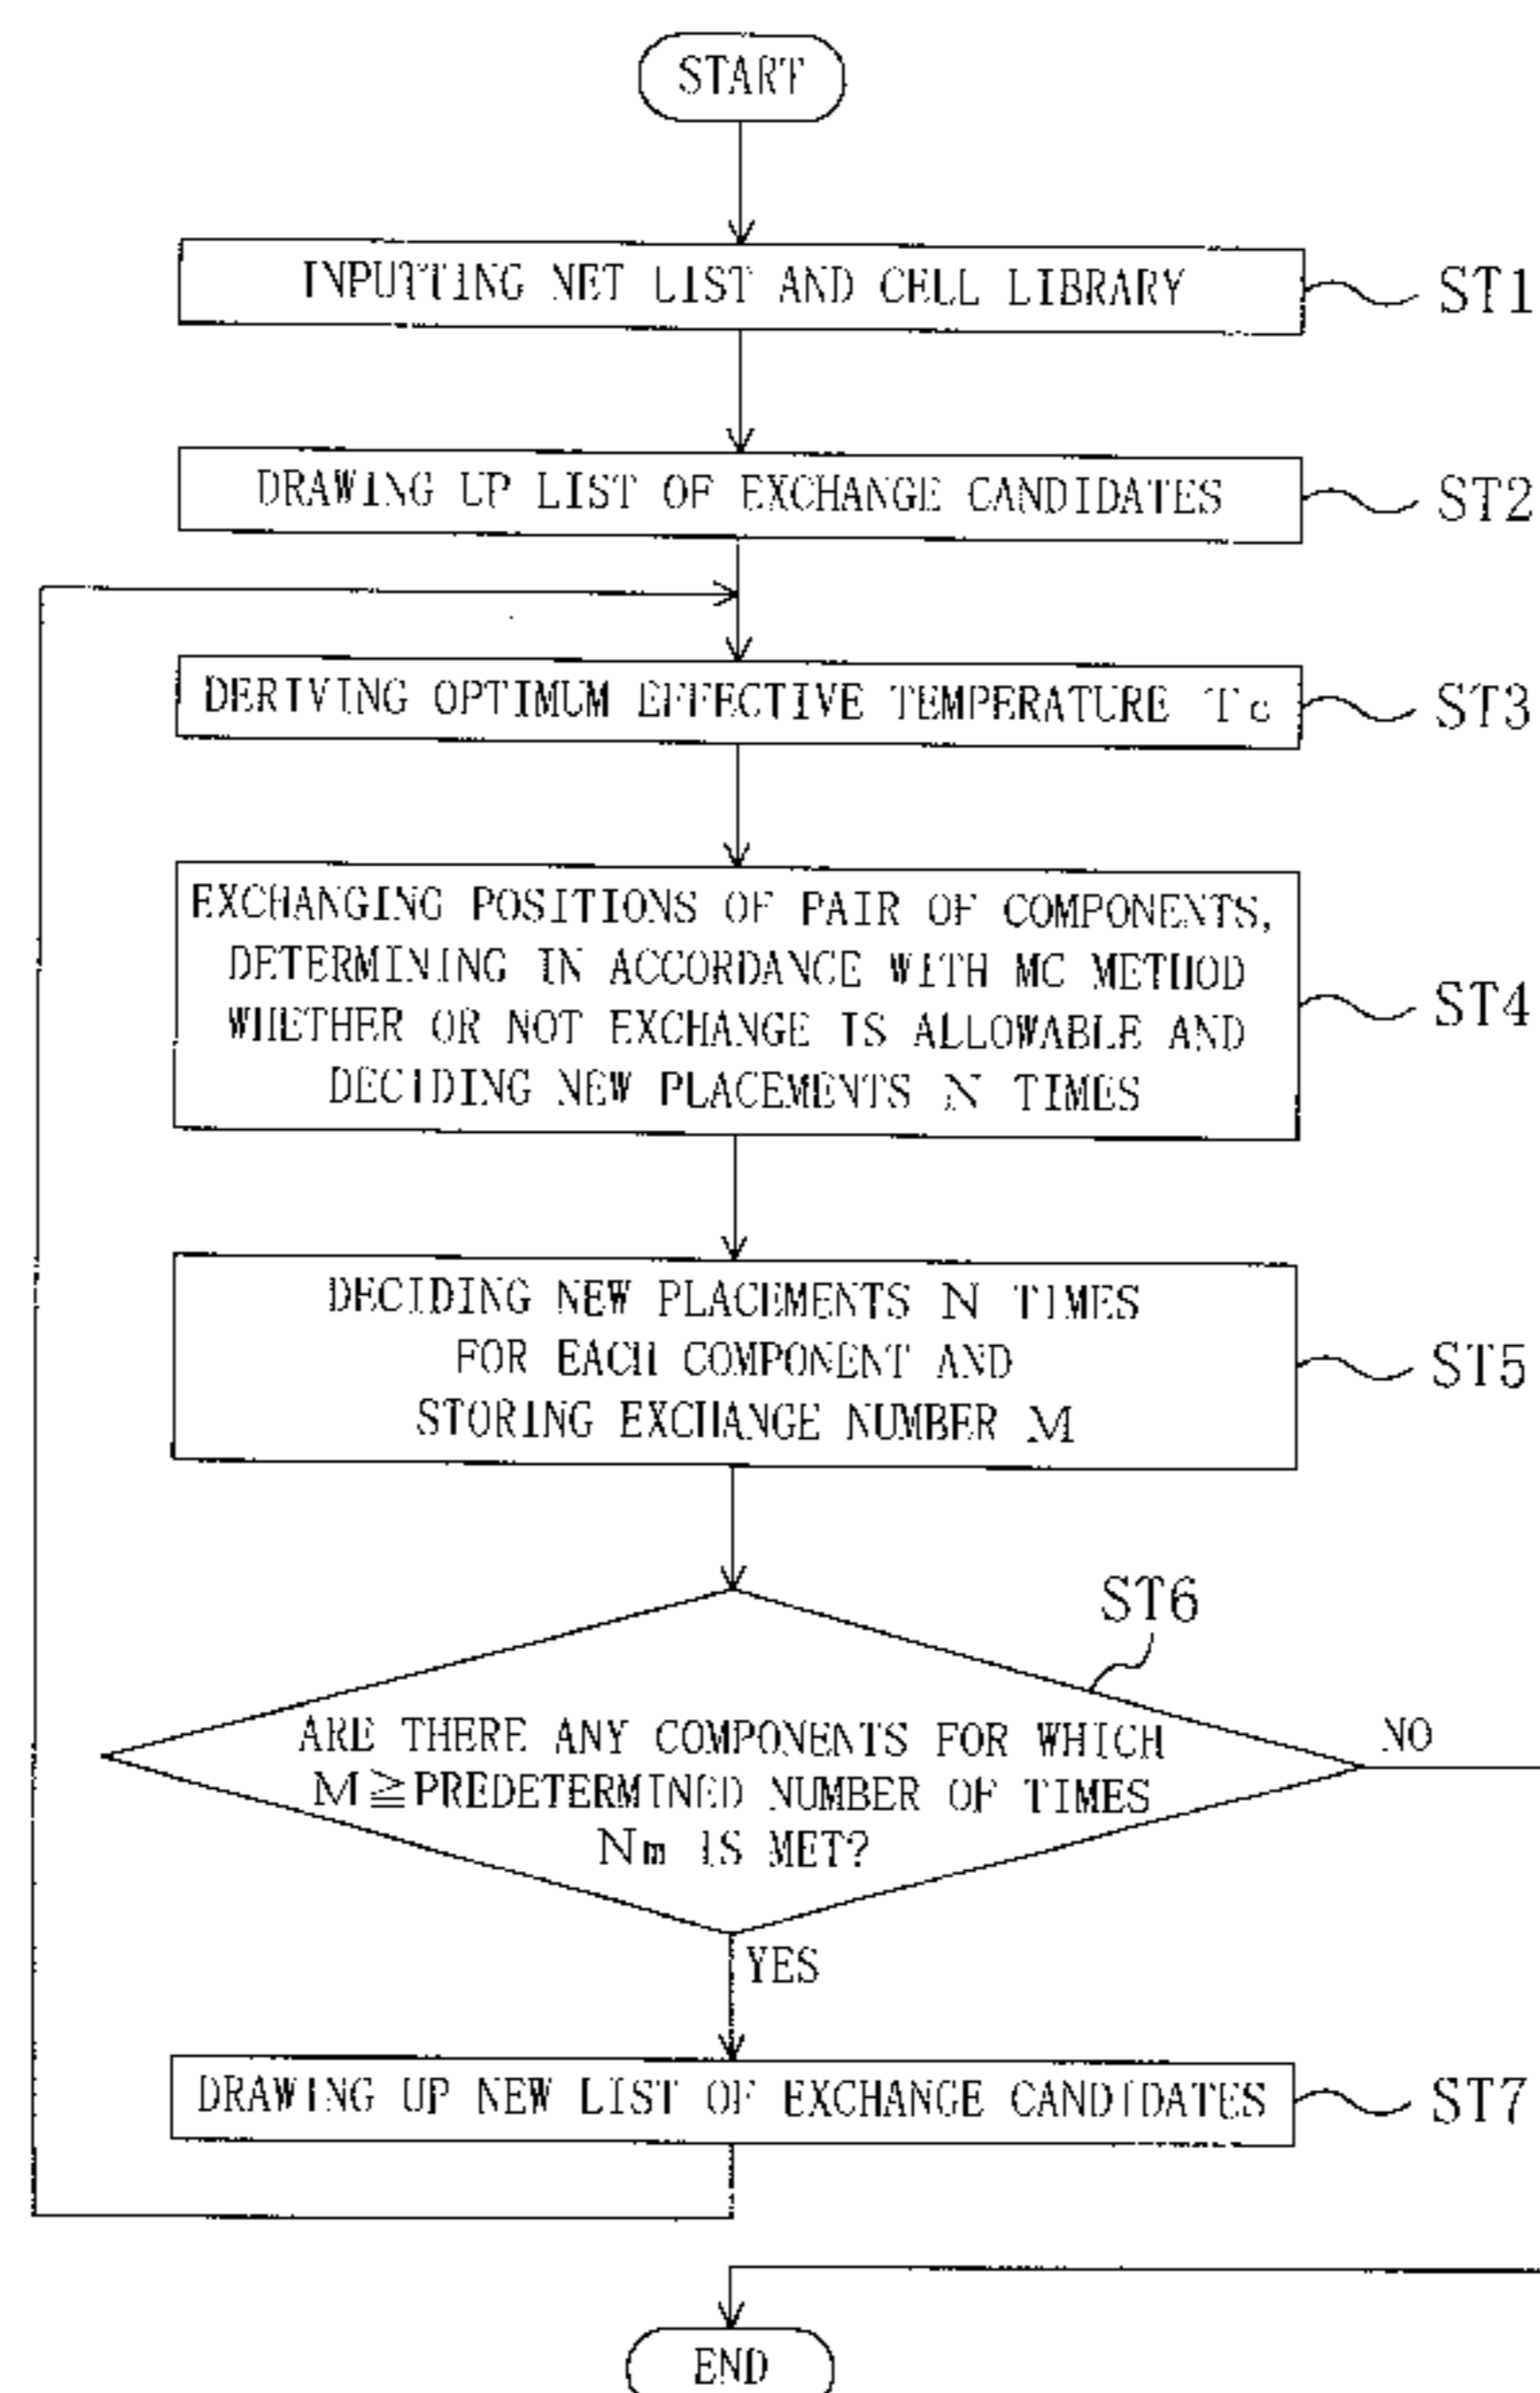 START
INPUTTING NET LIST AND CELL LIBRARY
ST1
DRAWING UP LIST OF EXCHANGE CANDIDATES
ST2
DERIVING OPTIMUM EFFECTIVE TEMPERATURE Tc
ST3
EXCHANGING POSITIONS OF PAIR OF COMPONENTS,
DETERMINING IN ACCORDANCE WITH MC METHOD
WHETHER OR NOT EXCHANGE IS ALLOWABLE AND
DECIDING NEW PLACEMENTS N TIMES
ST4
DECIDING NEW PLACEMENTS N TIMES
FOR EACH COMPONENT AND
STORING EXCHANGE NUMBER M
ST5
ST6
ARE THERE ANY COMPONENTS FOR WHICH
M≧PREDETERMINED NUMBER OF TIMES
Nm IS MET?
NO
YES
DRAWING UP NEW LIST OF EXCHANGE CANDIDATES
ST7
END